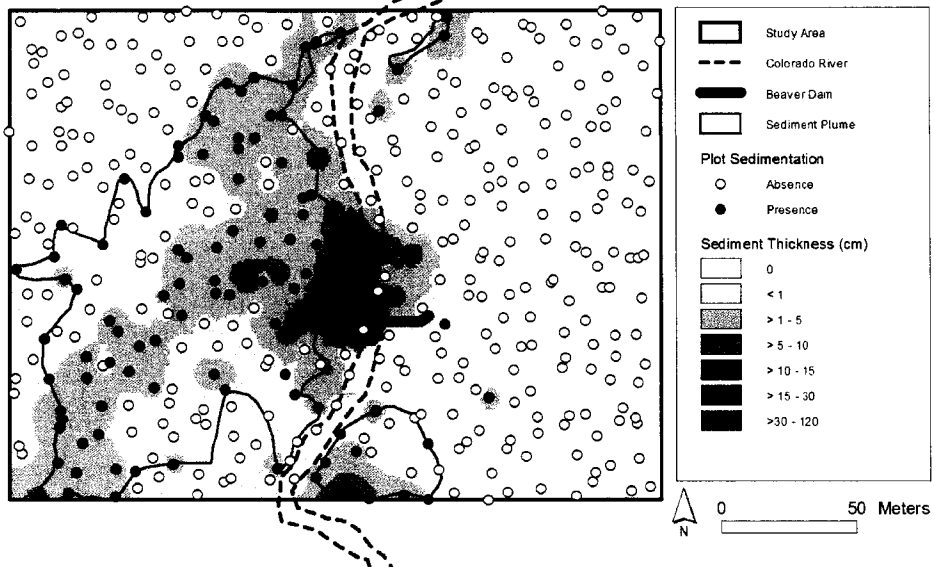 Study Area
Colorado River
Beaver Dam
Sediment Plume
Plot Sedimentation
Absence
Presence
Sediment Thickness (cm)
0
< 1
> 1 - 5
> 5 - 10
> 10 - 15
> 15 - 30
>30 - 120
N
0 50 Meters